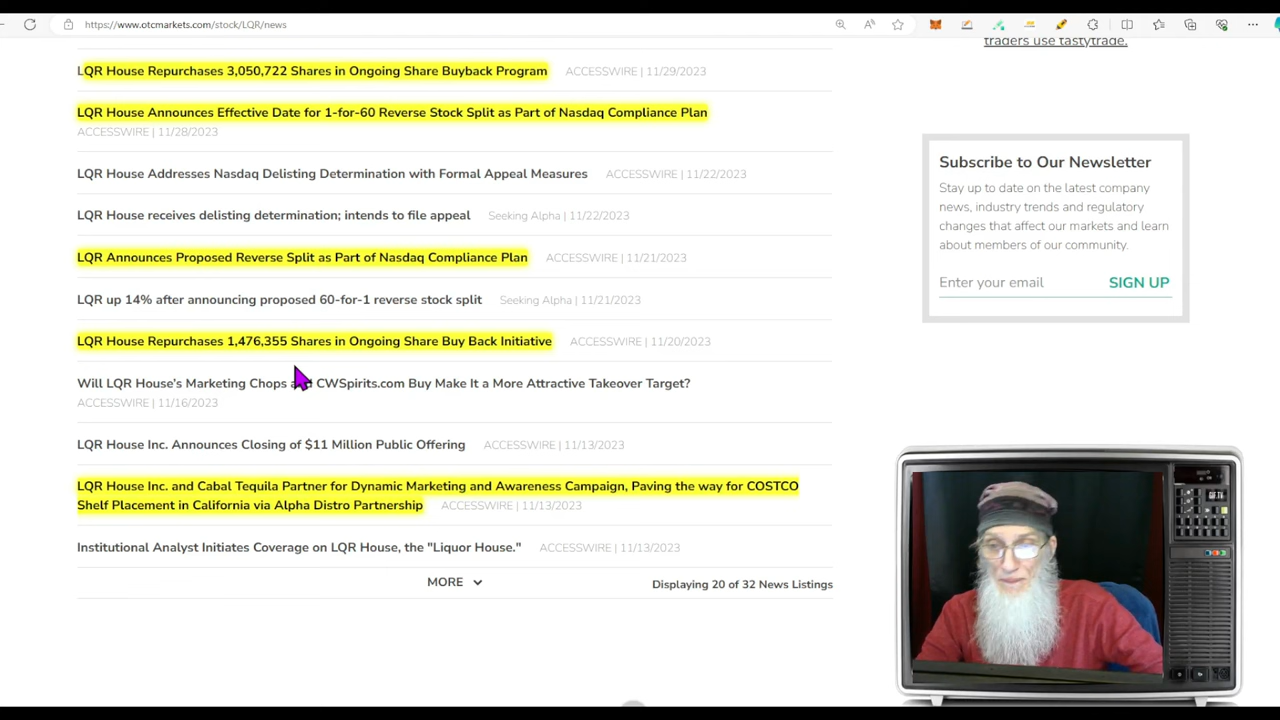 https://www.otcmarkets.com/stock/LQR/news
traders use tastytrade.
LQR House Repurchases 3,050,722 Shares in Ongoing Share Buyback Program ACCESSWIRE | 11/29/2023
LQR House Announces Effective Date for 1-for-60 Reverse Stock Split as Part of Nasdaq Compliance Plan
ACCESSWIRE | 11/28/2023
LQR House Addresses Nasdaq Delisting Determination with Formal Appeal Measures ACCESSWIRE | 11/22/2023
LQR House receives delisting determination; intends to file appeal Seeking Alpha | 11/22/2023
LQR Announces Proposed Reverse Split as Part of Nasdaq Compliance Plan ACCESSWIRE | 11/21/2023
LQR up 14% after announcing proposed 60-for-1 reverse stock split Seeking Alpha | 11/21/2023
LQR House Repurchases 1,476,355 Shares in Ongoing Share Buy Back Initiative ACCESSWIRE | 11/20/2023
Will LQR House's Marketing Chops CWSpirits.com Buy Make It a More Attractive Takeover Target?
ACCESSWIRE | 11/16/2023
LQR House Inc. Announces Closing of $11 Million Public Offering ACCESSWIRE | 11/13/2023
LQR House Inc. and Cabal Tequila Partner for Dynamic Marketing and Awareness Campaign, Paving the way for COSTCO
Shelf Placement in California via Alpha Distro Partnership ACCESSWIRE | 11/13/2023
Institutional Analyst Initiates Coverage on LQR House, the "Liquor House." ACCESSWIRE | 11/13/2023
MORE
Displaying 20 of 32 News Listings
Subscribe to Our Newsletter
Stay up to date on the latest company
news, industry trends and regulatory
changes that affect our markets and learn
about members of our community.
Enter your email SIGN UP